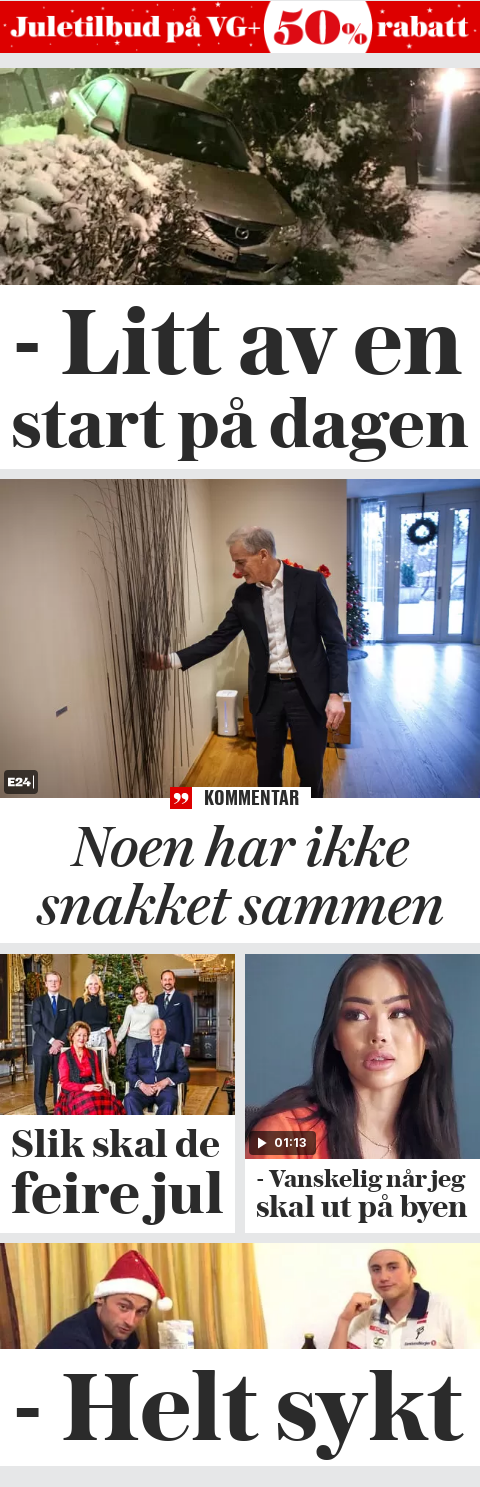 Juletilbud på VG+ 50% rabatt
- Litt av en
start på dagen
E24
KOMMENTAR
Noen har ikke
snakket sammen
Slik skal de
feire jul
01:13
- Vanskelig når jeg
skal ut på byen
- Helt sykt